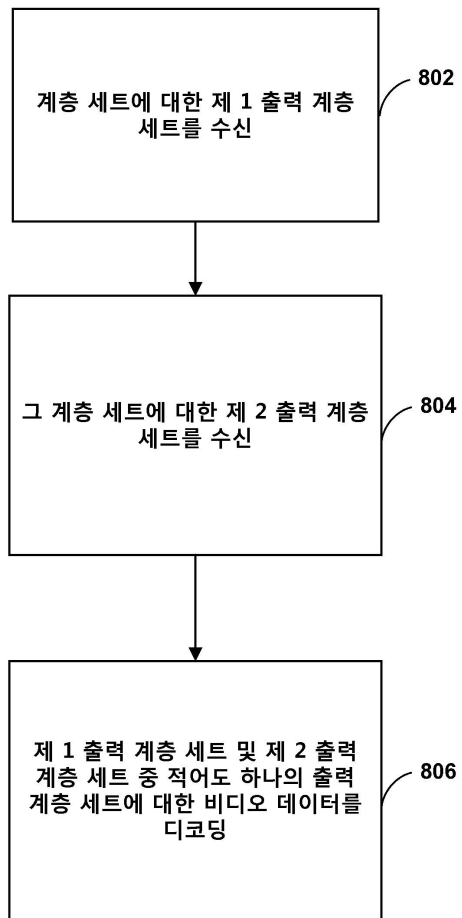 계층 세트에 대한 제 1 출력 계층
세트를 수신
802
그 계층 세트에 대한 제 2 출력 계층
세트를 수신
804
제 1 출력 계층 세트 및 제 2 출력
계층 세트 중 적어도 하나의 출력
계층 세트에 대한 비디오 데이터를
디코딩
806